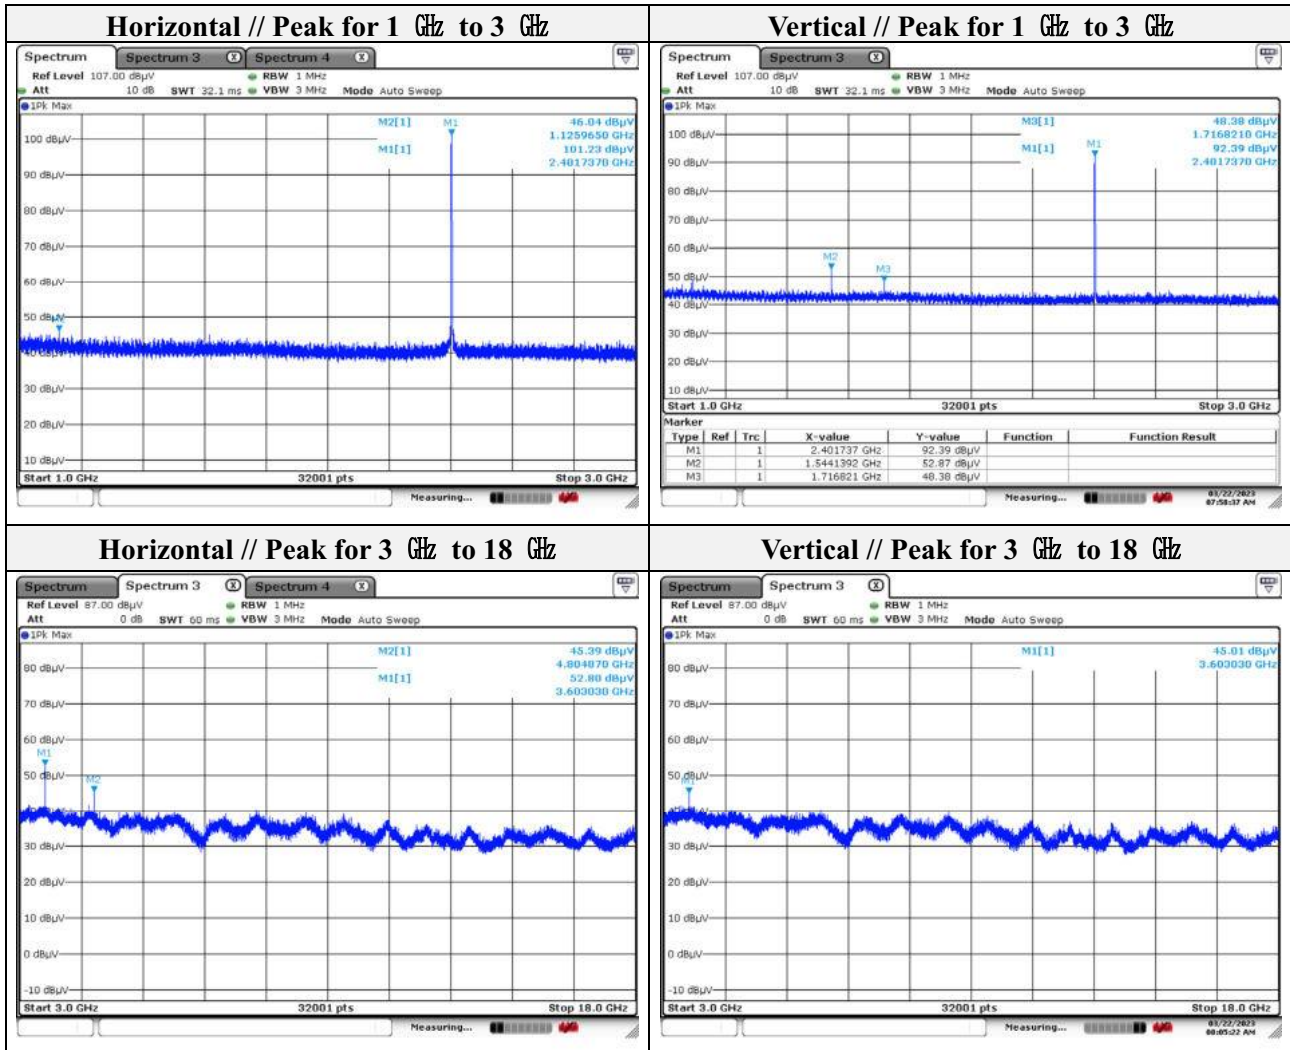 Horizontal // Peak for 1 ㎓ to 3 ㎓
Spectrum Spectrum 3 Spectrum 4
Ref Level 107.00 dBµV RBW 1 MHz
Att 10 dB SWT 32.1 ms VBW 3 MHz Mode Auto Sweep
1Pk Max
M2[1] 46.04 dBµV
1.1259650 GHz
M1[1] 101.23 dBµV
2.4017370 GHz
M1
100 dBµV
90 dBµV
80 dBµV
70 dBµV
60 dBµV
50 dBµV
40 dBµV
30 dBµV
20 dBµV
10 dBµV
Start 1.0 GHz 32001 pts Stop 3.0 GHz
Measuring...
Vertical // Peak for 1 ㎓ to 3 ㎓
Spectrum Spectrum 3
Ref Level 107.00 dBµV RBW 1 MHz
Att 10 dB SWT 32.1 ms VBW 3 MHz Mode Auto Sweep
1Pk Max
M3[1] 48.38 dBµV
1.7168210 GHz
M1[1] 92.39 dBµV
2.4017370 GHz
M1
M2
M3
100 dBµV
90 dBµV
80 dBµV
70 dBµV
60 dBµV
50 dBµV
40 dBµV
30 dBµV
20 dBµV
10 dBµV
Start 1.0 GHz 32001 pts Stop 3.0 GHz
Marker
Type Ref Trc X-value Y-value Function Function Result
M1 1 2.401737 GHz 92.39 dBµV
M2 1 1.5441392 GHz 52.87 dBµV
M3 1 1.716821 GHz 48.38 dBµV
Measuring... 03/22/2023
07:58:37 AM
Horizontal // Peak for 3 ㎓ to 18 ㎓
Spectrum Spectrum 3 Spectrum 4
Ref Level 87.00 dBµV RBW 1 MHz
Att 0 dB SWT 60 ms VBW 3 MHz Mode Auto Sweep
1Pk Max
M2[1] 45.39 dBµV
4.804070 GHz
M1[1] 52.80 dBµV
3.603030 GHz
M1
M2
80 dBµV
70 dBµV
60 dBµV
50 dBµV
30 dBµV
20 dBµV
10 dBµV
0 dBµV
-10 dBµV
Start 3.0 GHz 32001 pts Stop 18.0 GHz
Measuring...
Vertical // Peak for 3 ㎓ to 18 ㎓
Spectrum Spectrum 3
Ref Level 87.00 dBµV RBW 1 MHz
Att 0 dB SWT 60 ms VBW 3 MHz Mode Auto Sweep
1Pk Max
M1[1] 45.01 dBµV
3.603030 GHz
M1
80 dBµV
70 dBµV
60 dBµV
50 dBµV
30 dBµV
20 dBµV
10 dBµV
0 dBµV
-10 dBµV
Start 3.0 GHz 32001 pts Stop 18.0 GHz
Measuring... 03/22/2023
08:05:22 AM